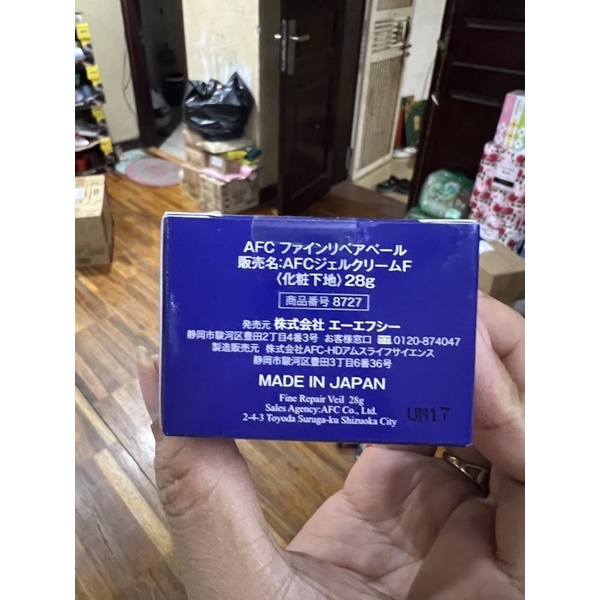 AFC ファインリペアベール
販売名:AFCジェルクリームF
〈化粧下地〉28g
商品番号 8727
発売元 株式会社 エーエフシー
静岡市駿河区豊田2丁目4番3号 お客様窓口 0120-874047
製造販売元 株式会社AFC-HDアムスライフサイエンス
静岡市駿河区豊田3丁目6番36号
MADE IN JAPAN
Fine Repair Veil 28g
Sales Agency:AFC Co., Ltd.
2-4-3 Toyoda Suruga-ku Shizuoka City
UM17